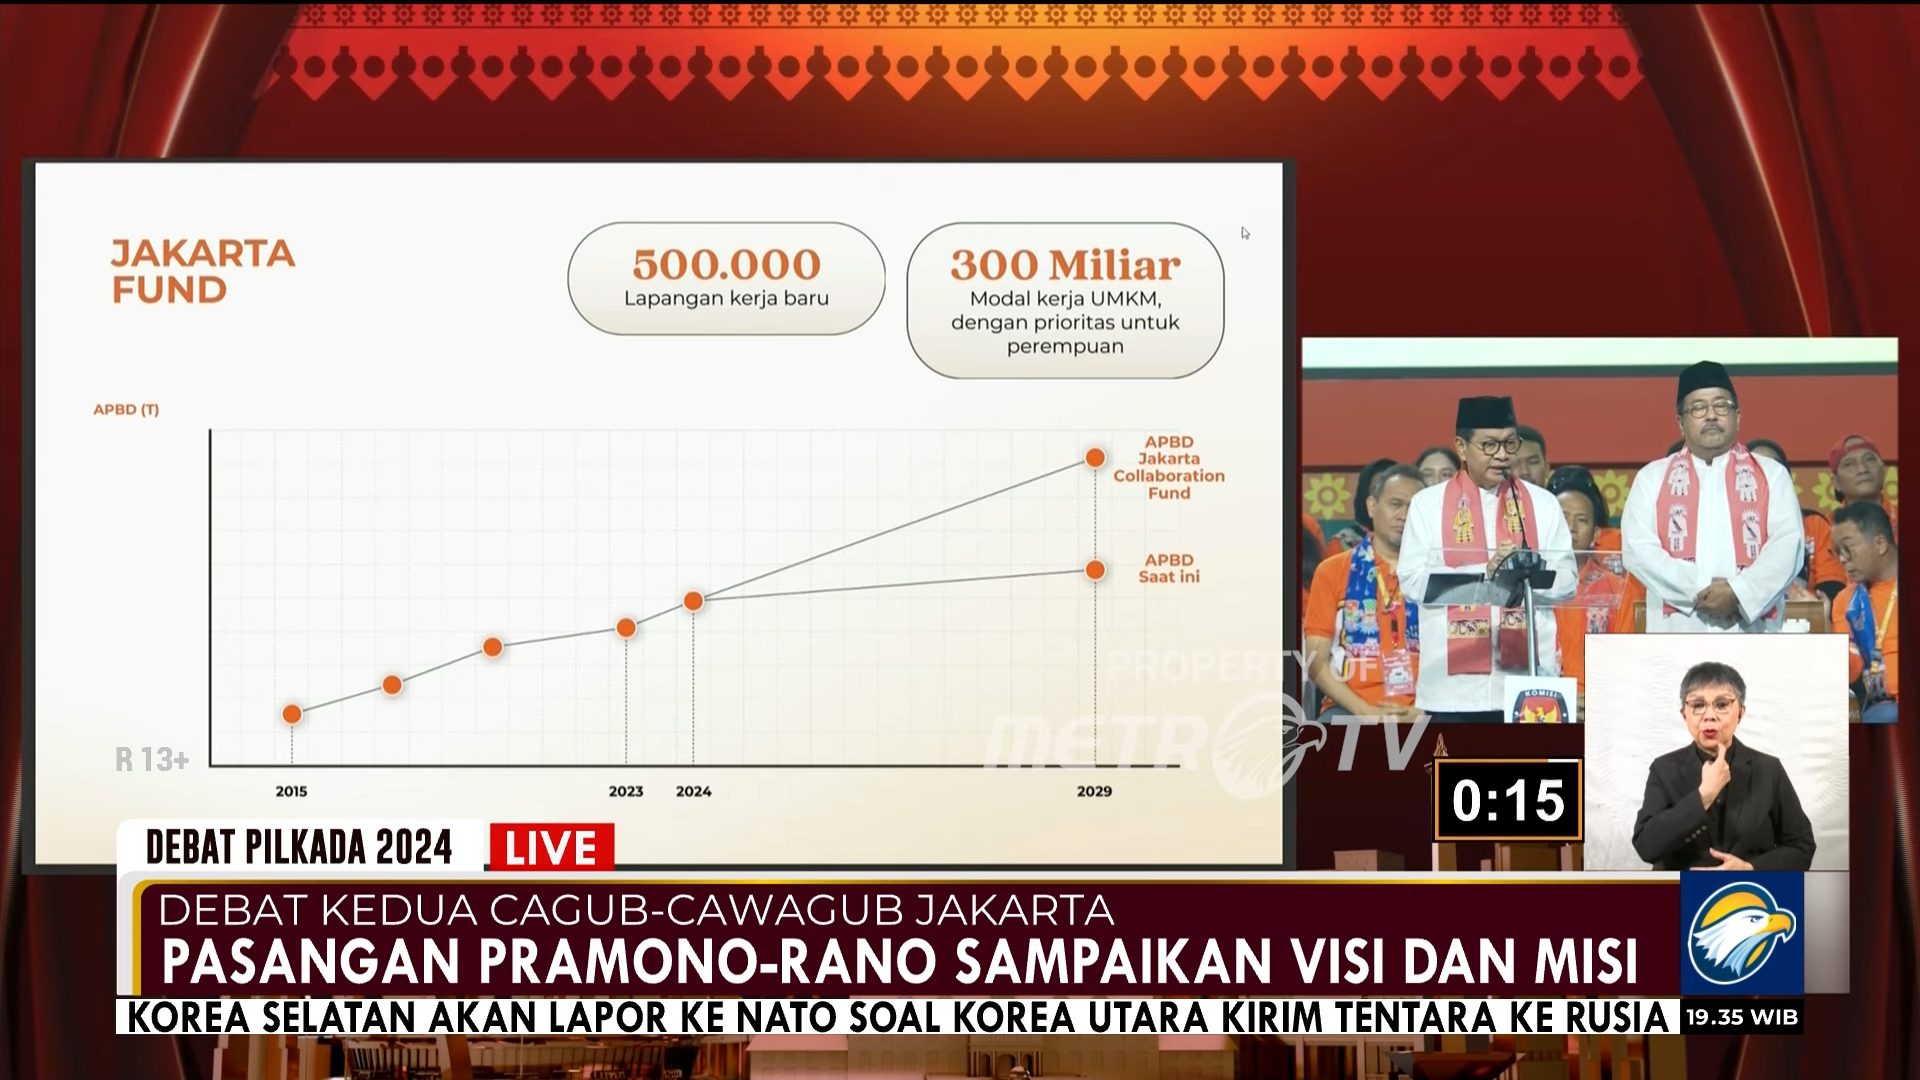 JAKARTA
FUND
500.000
Lapangan kerja baru
300 Miliar
Modal kerja UMKM,
dengan prioritas untuk
perempuan
APBD (T)
APBD
Jakarta
Collaboration
Fund
APBD
Saat ini
2015
2023
2024
2029
R 13+
PROPERTY OF
METRO TV
KOMISI
0:15
DEBAT PILKADA 2024
LIVE
DEBAT KEDUA CAGUB-CAWAGUB JAKARTA
PASANGAN PRAMONO-RANO SAMPAIKAN VISI DAN MISI
KOREA SELATAN AKAN LAPOR KE NATO SOAL KOREA UTARA KIRIM TENTARA KE RUSIA
19.35 WIB